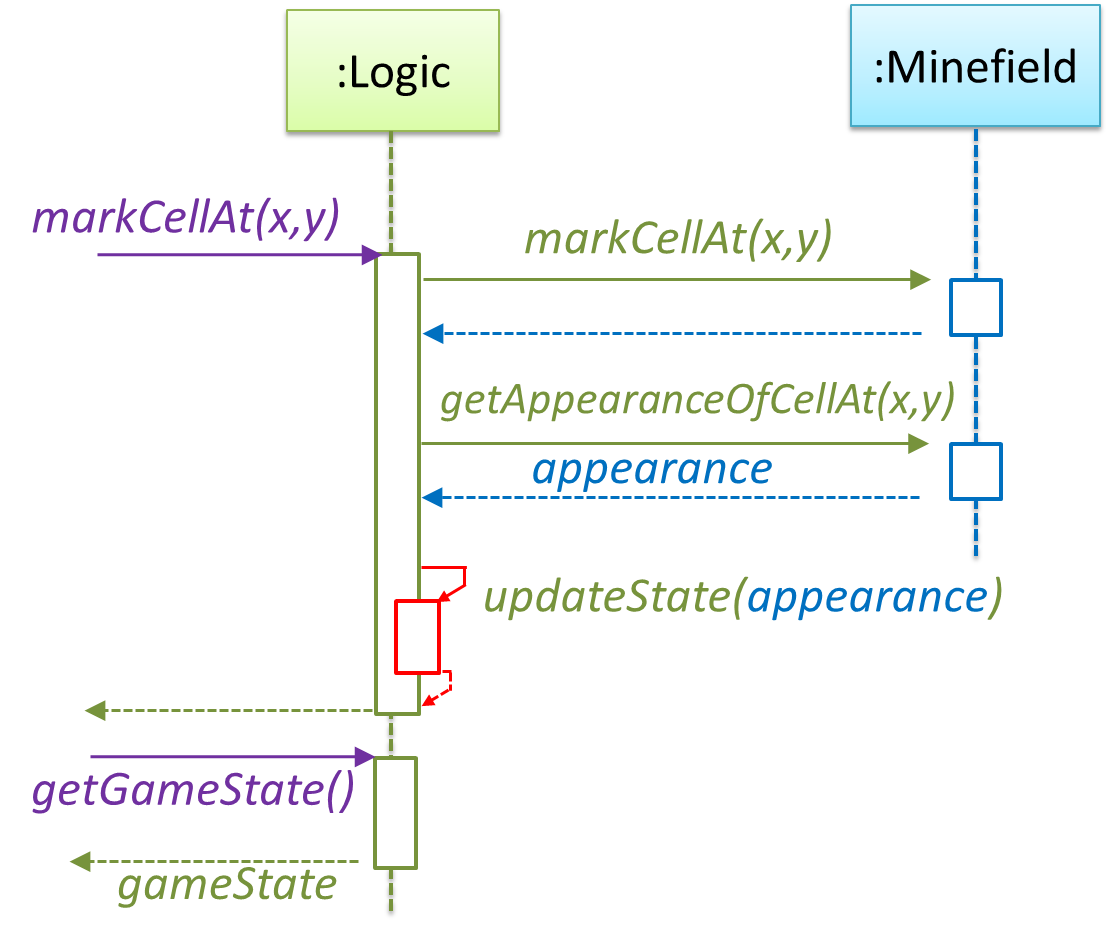 :Logic
:Minefield
markCellAt(x,y)
markCellAt(x,y)
getAppearanceOfCellAt(x,y)
appearance
updateState(appearance)
getGameState()
gameState